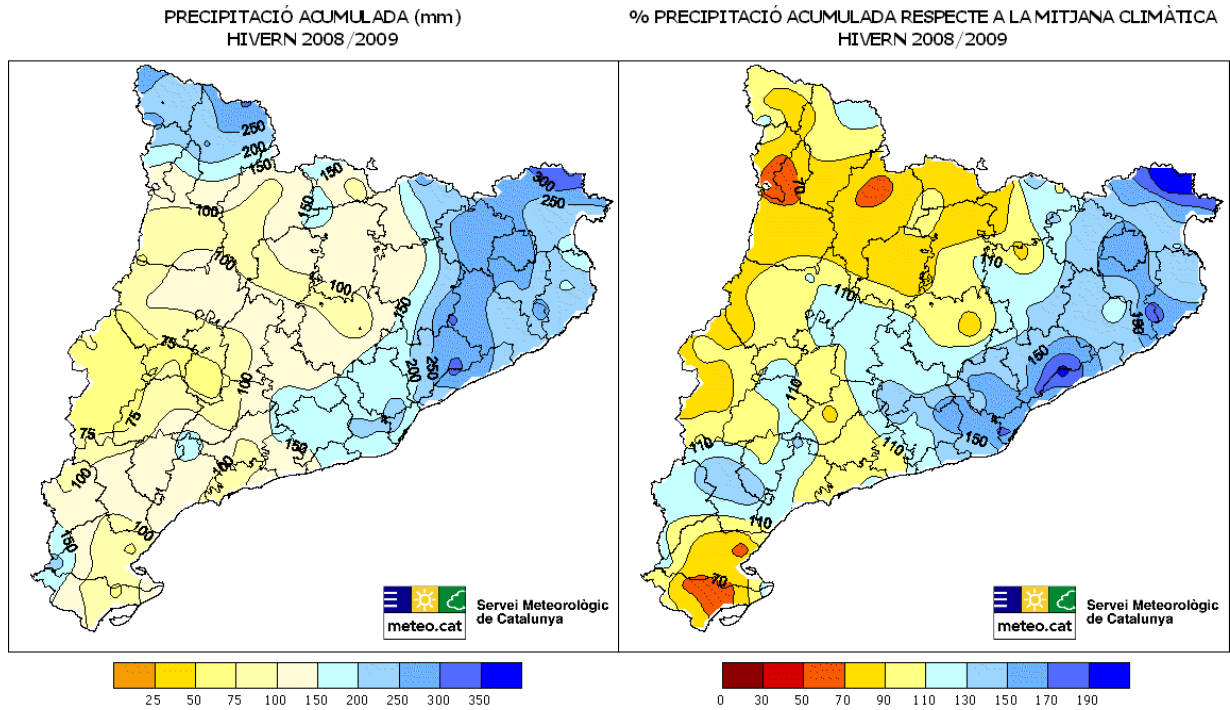 PRECIPITACIÓ ACUMULADA (mm)
HIVERN 2008/2009
250
200
150
150
150
100
100
100
150
300
250
200
250
75
100
75
75
150
100
100
100
150
Servei Meteorològic
de Catalunya
meteo.cat
25 50 75 100 150 200 250 300 350
% PRECIPITACIÓ ACUMULADA RESPECTE A LA MITJANA CLIMÀTICA
HIVERN 2008/2009
70
110
110
150
110
150
110
110
110
70
Servei Meteorològic
de Catalunya
meteo.cat
0 30 50 70 90 110 130 150 170 190